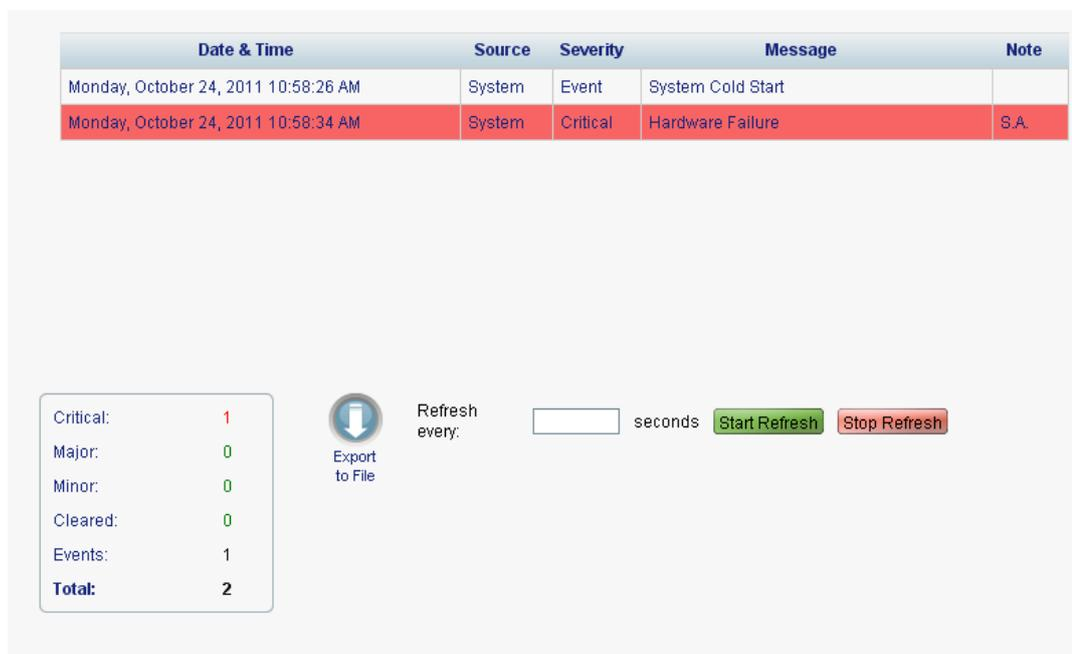 Date & Time Source Severity Message Note
Monday, October 24, 2011 10:58:26 AM System Event System Cold Start
Monday, October 24, 2011 10:58:34 AM System Critical Hardware Failure S.A.
Critical: 1
Major: 0
Minor: 0
Cleared: 0
Events: 1
Total: 2
Export
to File
Refresh
every: seconds Start Refresh Stop Refresh